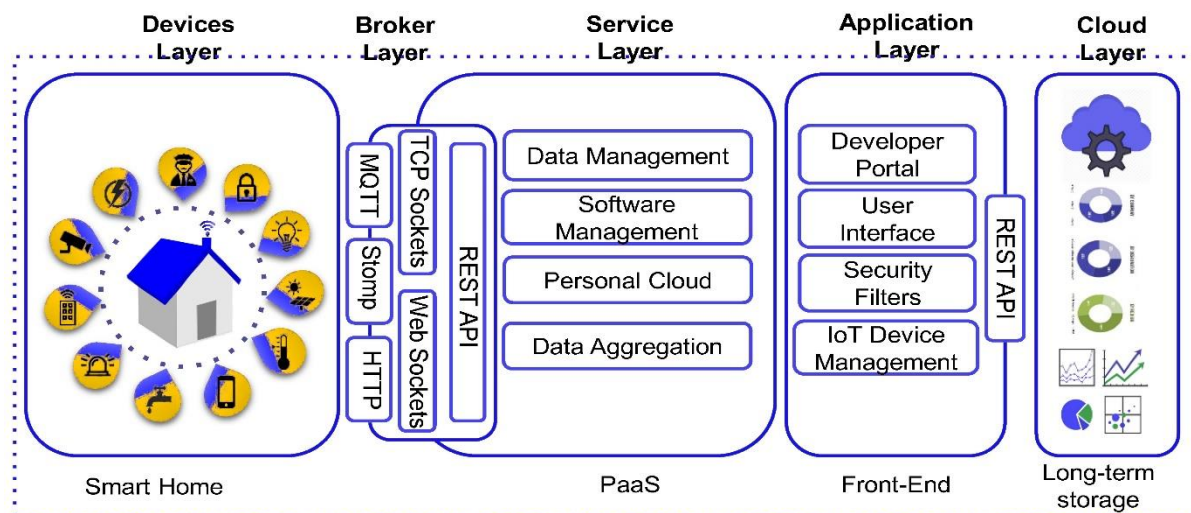 Devices
Layer
Broker
Layer
Service
Layer
Application
Layer
Cloud
Layer
MQTT
Stomp
HTTP
TCP Sockets
Web Sockets
REST API
Data Management
Software
Management
Personal Cloud
Data Aggregation
Developer
Portal
User
Interface
Security
Filters
IoT Device
Management
REST API
Smart Home
PaaS
Front-End
Long-term
storage